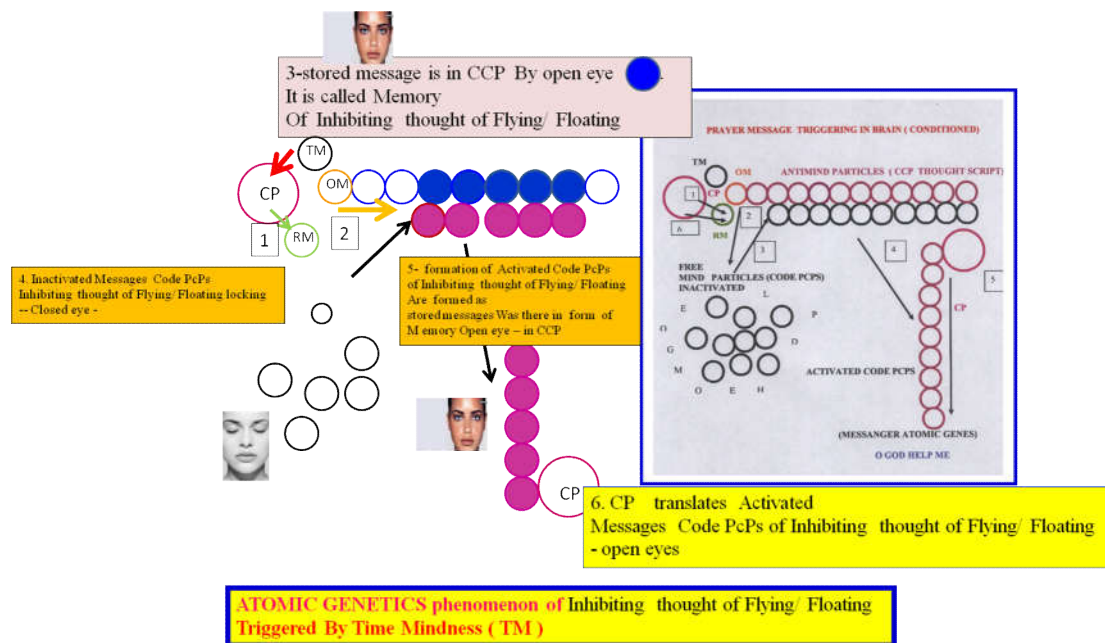 3-stored message is in CCP By open eye .
It is called Memory
Of Inhibiting thought of Flying/ Floating
TM
CP
OM
RM
1
2
4. Inactivated Messages Code PcPs
Inhibiting thought of Flying/ Floating locking
-- Closed eye -
5- formation of Activated Code PcPs
of Inhibiting thought of Flying/ Floating
Are formed as
stored messages Was there in form of
M emory Open eye – in CCP
CP
6. CP translates Activated
Messages Code PcPs of Inhibiting thought of Flying/ Floating
- open eyes
PRAYER MESSAGE TRIGGERING IN BRAIN ( CONDITIONED)
TM
OM
ANTIMIND PARTICLES ( CCP THOUGHT SCRIPT)
CP
1
RM
2
3
4
5
FREE
MIND PARTICLES (CODE PCPS)
INACTIVATED
CP
E
L
P
O
G
M
O
E
H
ACTIVATED CODE PCPS
(MESSANGER ATOMIC GENES)
O GOD HELP ME
ATOMIC GENETICS phenomenon of Inhibiting thought of Flying/ Floating
Triggered By Time Mindness ( TM )